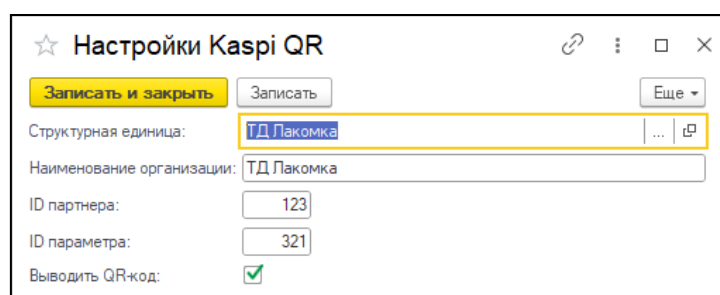 Настройки Kaspi QR
Записать и закрыть Записать Еще
Структурная единица: ТД Лакомка ...
Наименование организации: ТД Лакомка
ID партнера: 123
ID параметра: 321
Выводить QR-код: